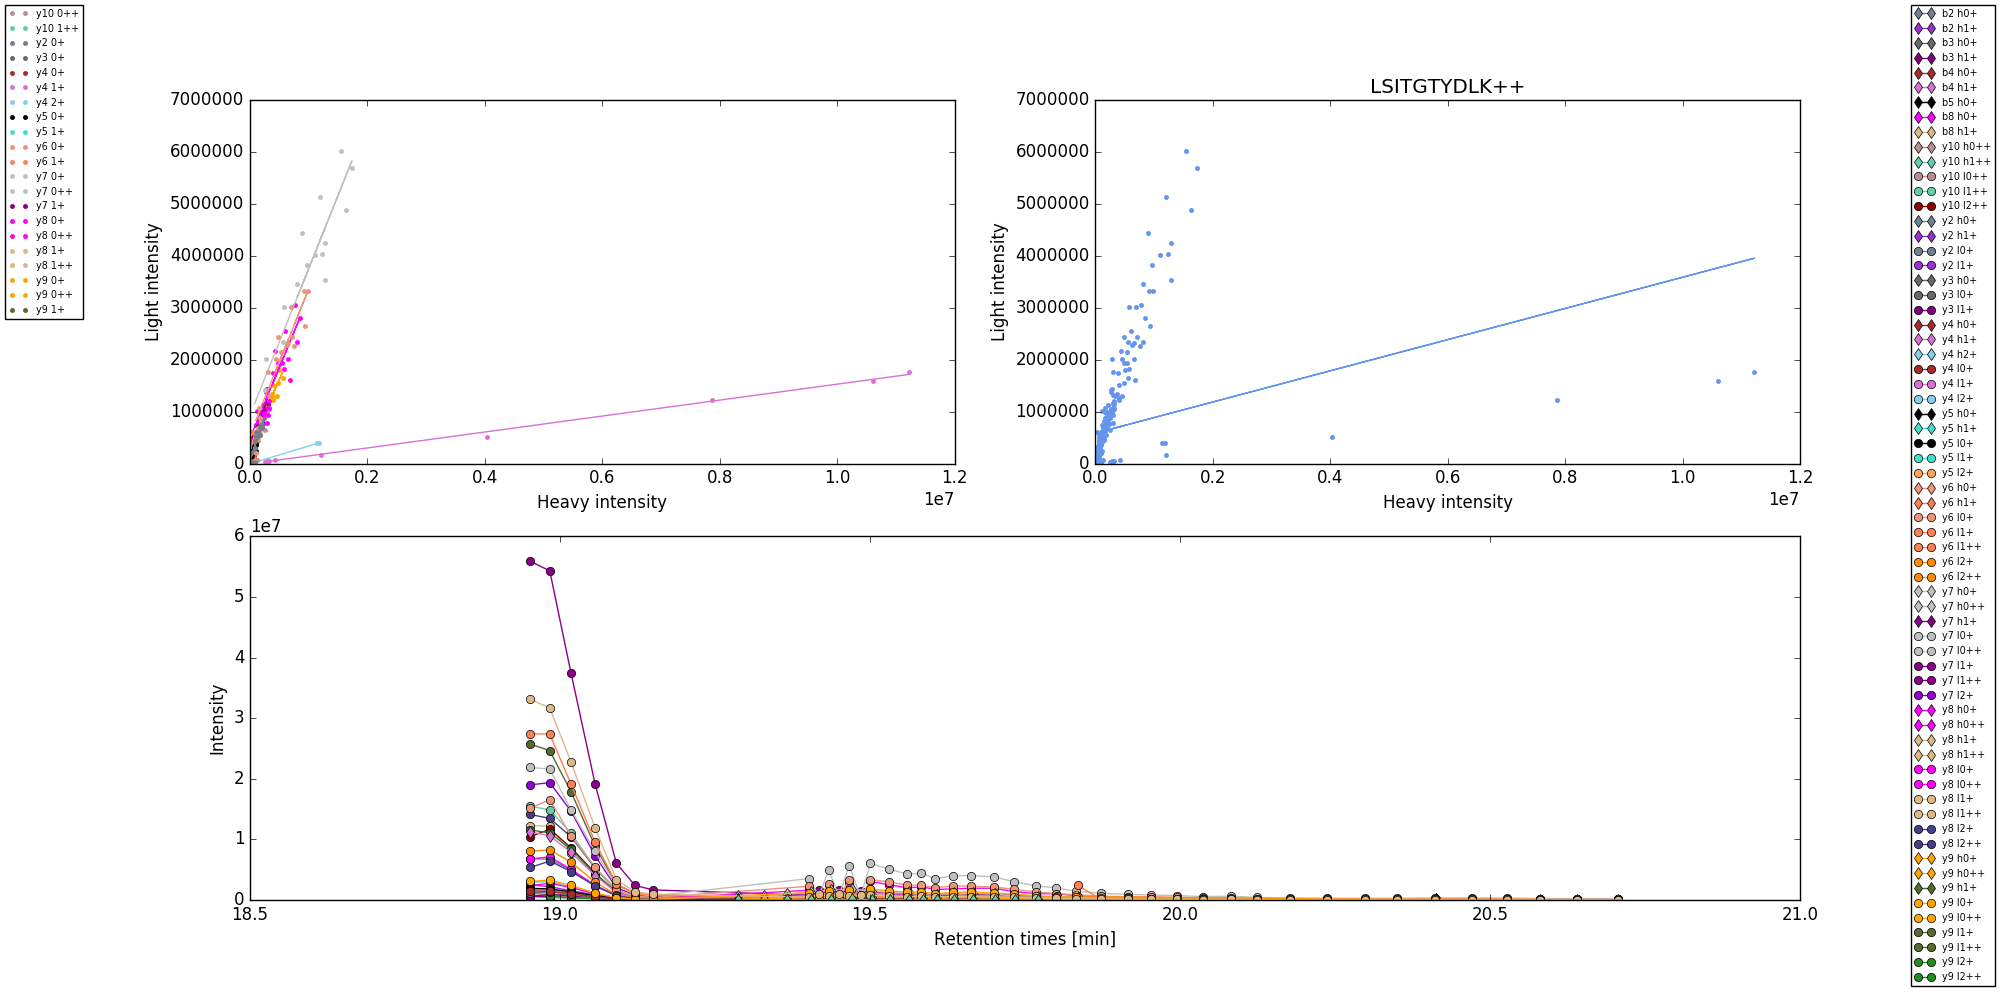 y10 0++
y10 1++
y2 0+
y3 0+
y4 0+
y4 1+
y4 2+
y5 0+
y5 1+
y6 0+
y6 1+
y7 0+
y7 0++
y7 1+
y8 0+
y8 0++
y8 1+
y8 1++
y9 0+
y9 0++
y9 1+
7000000
6000000
5000000
4000000
3000000
2000000
1000000
0
Light intensity
0.0 0.2 0.4 0.6 0.8 1.0 1.2
1e7
Heavy intensity
LSITGTYDLK++
7000000
6000000
5000000
4000000
3000000
2000000
1000000
0
Light intensity
0.0 0.2 0.4 0.6 0.8 1.0 1.2
1e7
Heavy intensity
1e7
6
5
4
3
2
1
0
Intensity
18.5 19.0 19.5 20.0 20.5 21.0
Retention times [min]
b2 h0+
b2 h1+
b3 h0+
b3 h1+
b4 h0+
b4 h1+
b5 h0+
b8 h0+
b8 h1+
y10 h0++
y10 h1++
y10 l0++
y10 l1++
y10 l2++
y2 h0+
y2 h1+
y2 l0+
y2 l1+
y3 h0+
y3 l0+
y3 l1+
y4 h0+
y4 h1+
y4 h2+
y4 l0+
y4 l1+
y4 l2+
y5 h0+
y5 h1+
y5 l0+
y5 l1+
y5 l2+
y6 h0+
y6 h1+
y6 l0+
y6 l1+
y6 l1++
y6 l2+
y6 l2++
y7 h0+
y7 h0++
y7 h1+
y7 l0+
y7 l0++
y7 l1+
y7 l1++
y7 l2+
y8 h0+
y8 h0++
y8 h1+
y8 h1++
y8 l0+
y8 l0++
y8 l1+
y8 l1++
y8 l2+
y8 l2++
y9 h0+
y9 h0++
y9 h1+
y9 l0+
y9 l0++
y9 l1+
y9 l1++
y9 l2+
y9 l2++